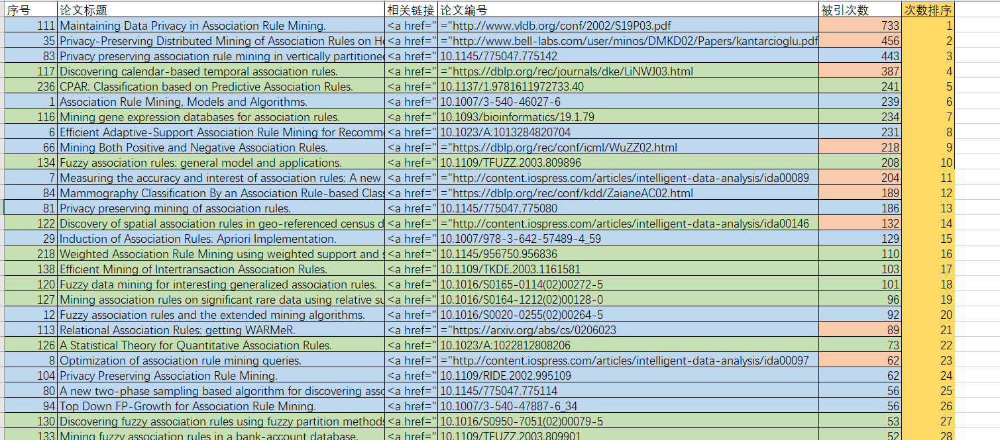 序号 论文标题 相关链接 论文编号 被引次数 次数排序
111 Maintaining Data Privacy in Association Rule Mining. <a href=" ="http://www.vldb.org/conf/2002/S19P03.pdf 733 1
35 Privacy-Preserving Distributed Mining of Association Rules on Ho <a href=" ="http://www.bell-labs.com/user/minos/DMKD02/Papers/kantarcioglu.pdf 456 2
83 Privacy preserving association rule mining in vertically partitioned <a href=" 10.1145/775047.775142 443 3
117 Discovering calendar-based temporal association rules. <a href=" ="https://dblp.org/rec/journals/dke/LiNWJ03.html 387 4
236 CPAR: Classification based on Predictive Association Rules. <a href=" 10.1137/1.9781611972733.40 241 5
1 Association Rule Mining, Models and Algorithms. <a href=" 10.1007/3-540-46027-6 239 6
116 Mining gene expression databases for association rules. <a href=" 10.1093/bioinformatics/19.1.79 234 7
6 Efficient Adaptive-Support Association Rule Mining for Recomm <a href=" 10.1023/A:1013284820704 231 8
66 Mining Both Positive and Negative Association Rules. <a href=" ="https://dblp.org/rec/conf/icml/WuZZ02.html 218 9
134 Fuzzy association rules: general model and applications. <a href=" 10.1109/TFUZZ.2003.809896 208 10
7 Measuring the accuracy and interest of association rules: A new <a href=" ="http://content.iospress.com/articles/intelligent-data-analysis/ida00089 204 11
84 Mammography Classification By an Association Rule-based Clas <a href=" ="https://dblp.org/rec/conf/kdd/ZaianeAC02.html 189 12
81 Privacy preserving mining of association rules. <a href=" 10.1145/775047.775080 186 13
122 Discovery of spatial association rules in geo-referenced census d <a href=" ="http://content.iospress.com/articles/intelligent-data-analysis/ida00146 132 14
29 Induction of Association Rules: Apriori Implementation. <a href=" 10.1007/978-3-642-57489-4_59 129 15
218 Weighted Association Rule Mining using weighted support and s <a href=" 10.1145/956750.956836 110 16
138 Efficient Mining of Intertransaction Association Rules. <a href=" 10.1109/TKDE.2003.1161581 103 17
120 Fuzzy data mining for interesting generalized association rules. <a href=" 10.1016/S0165-0114(02)00272-5 101 18
127 Mining association rules on significant rare data using relative su <a href=" 10.1016/S0164-1212(02)00128-0 96 19
12 Fuzzy association rules and the extended mining algorithms. <a href=" 10.1016/S0020-0255(02)00264-5 92 20
113 Relational Association Rules: getting WARMeR. <a href=" ="https://arxiv.org/abs/cs/0206023 89 21
126 A Statistical Theory for Quantitative Association Rules. <a href=" 10.1023/A:1022812808206 73 22
8 Optimization of association rule mining queries. <a href=" ="http://content.iospress.com/articles/intelligent-data-analysis/ida00097 62 23
104 Privacy Preserving Association Rule Mining. <a href=" 10.1109/RIDE.2002.995109 62 24
80 A new two-phase sampling based algorithm for discovering asso <a href=" 10.1145/775047.775114 56 25
94 Top Down FP-Growth for Association Rule Mining. <a href=" 10.1007/3-540-47887-6_34 56 26
130 Discovering fuzzy association rules using fuzzy partition methods <a href=" 10.1016/S0950-7051(02)00079-5 53 27
133 Mining fuzzy association rules in a bank-account database. <a href=" 10.1109/TFUZZ.2003.809901 52 28